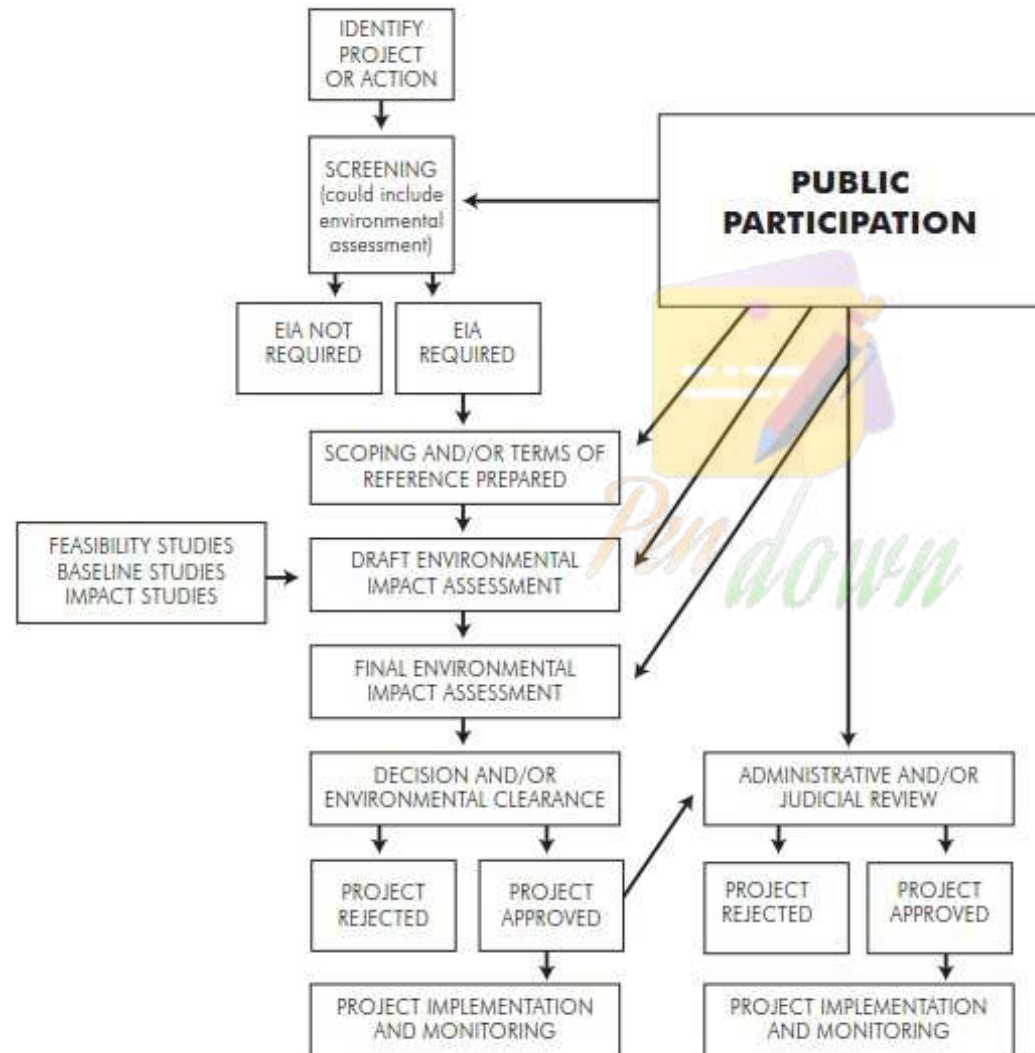 IDENTIFY
PROJECT
OR ACTION
SCREENING
(could include
environmental
assessment)
PUBLIC
PARTICIPATION
EIA NOT
REQUIRED
EIA
REQUIRED
SCOPING AND/OR TERMS OF
REFERENCE PREPARED
FEASIBILITY STUDIES
BASELINE STUDIES
IMPACT STUDIES
DRAFT ENVIRONMENTAL
IMPACT ASSESSMENT
Pen down
FINAL ENVIRONMENTAL
IMPACT ASSESSMENT
DECISION AND/OR
ENVIRONMENTAL CLEARANCE
ADMINISTRATIVE AND/OR
JUDICIAL REVIEW
PROJECT
REJECTED
PROJECT
APPROVED
PROJECT
REJECTED
PROJECT
APPROVED
PROJECT IMPLEMENTATION
AND MONITORING
PROJECT IMPLEMENTATION
AND MONITORING